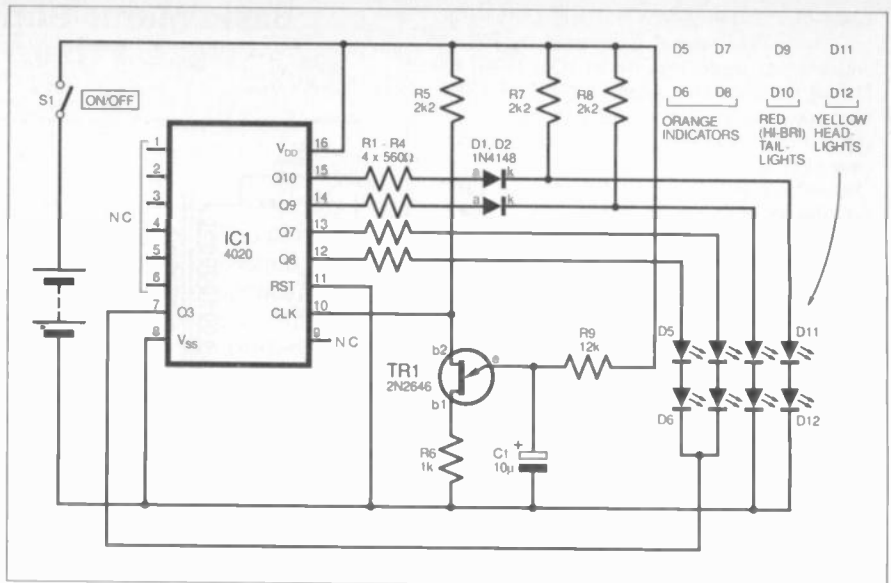 S1
ON/OFF
NC
1
2
3
4
5
6
7
8
IC1
4020
VDD
Q10
Q9
Q7
Q8
RST
CLK
Q3
VSS
16
15
14
13
12
11
10
9
NC
R1 - R4
4 x 560Ω
D1, D2
1N4148
a
k
a
k
R5
2k2
R7
2k2
R8
2k2
b2
e
b1
TR1
2N2646
R6
1k
C1
10µ
+
R9
12k
D5
D6
D11
D12
D5 D7 D9 D11
D6 D8 D10 D12
ORANGE
INDICATORS
RED
(HI-BRI)
TAIL-
LIGHTS
YELLOW
HEAD-
LIGHTS